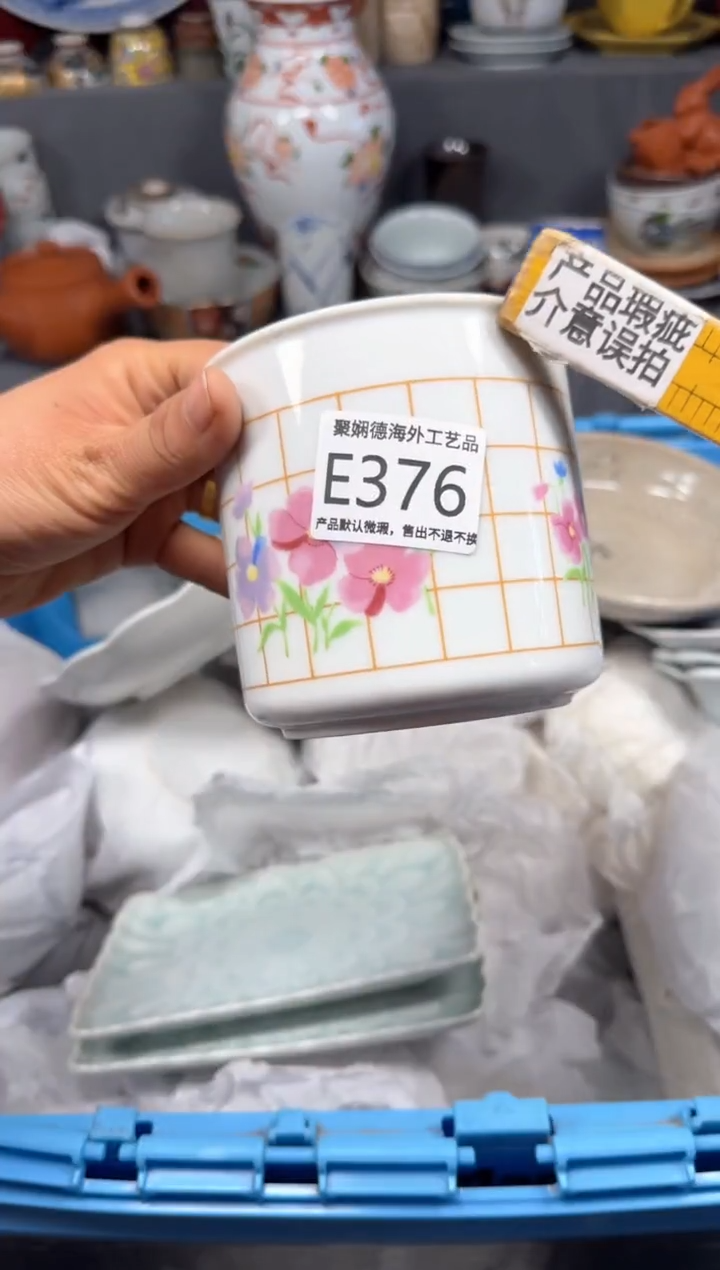 产品瑕疵
介意误拍
聚娴德海外工艺品
E376
产品默认微瑕，售出不退不换